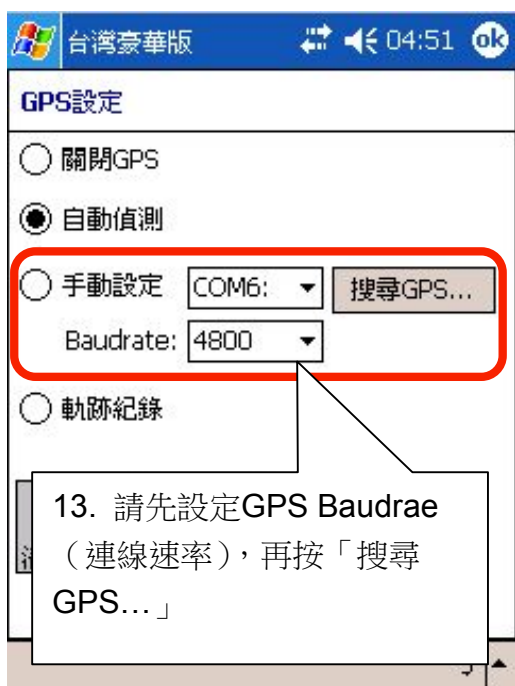 台灣豪華版 04:51 ok
GPS設定
關閉GPS
自動偵測
手動設定 COM6: 搜尋GPS...
Baudrate: 4800
軌跡紀錄
13. 請先設定GPS Baudrae
（連線速率），再按「搜尋
GPS…」